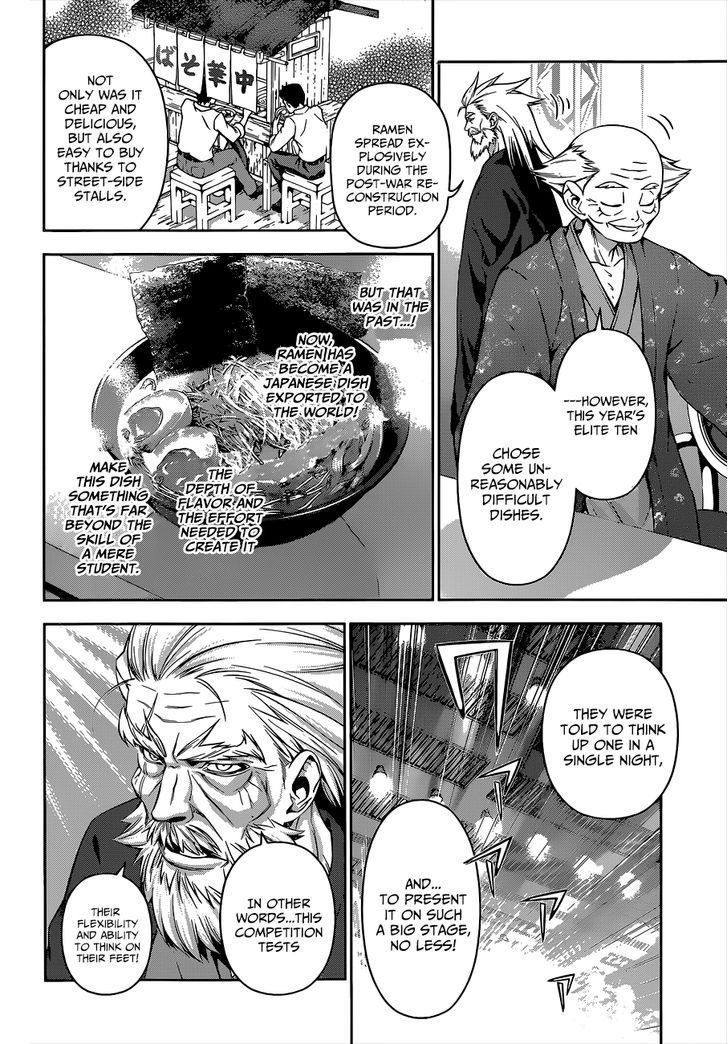 ---HOWEVER,
THIS YEAR'S
ELITE TEN
CHOSE
SOME UN-
REASONABLY
DIFFICULT
DISHES.
RAMEN
SPREAD EX-
PLOSIVELY
DURING THE
POST-WAR RE-
CONSTRUCTION
PERIOD.
中華そば
NOT
ONLY WAS IT
CHEAP AND
DELICIOUS,
BUT ALSO
EASY TO BUY
THANKS TO
STREET-SIDE
STALLS.
BUT THAT
WAS IN THE
PAST...!
NOW,
RAMEN HAS
BECOME A
JAPANESE DISH
EXPORTED TO
THE WORLD!
THE
DEPTH OF
FLAVOR AND
THE EFFORT
NEEDED TO
CREATE IT
MAKE
THIS DISH
SOMETHING
THAT'S FAR
BEYOND THE
SKILL OF
A MERE
STUDENT.
THEY WERE
TOLD TO THINK
UP ONE IN A
SINGLE NIGHT,
AND...
TO PRESENT
IT ON SUCH
A BIG STAGE,
NO LESS!
IN OTHER
WORDS...THIS
COMPETITION
TESTS
THEIR
FLEXIBILITY
AND ABILITY
TO THINK ON
THEIR FEET!